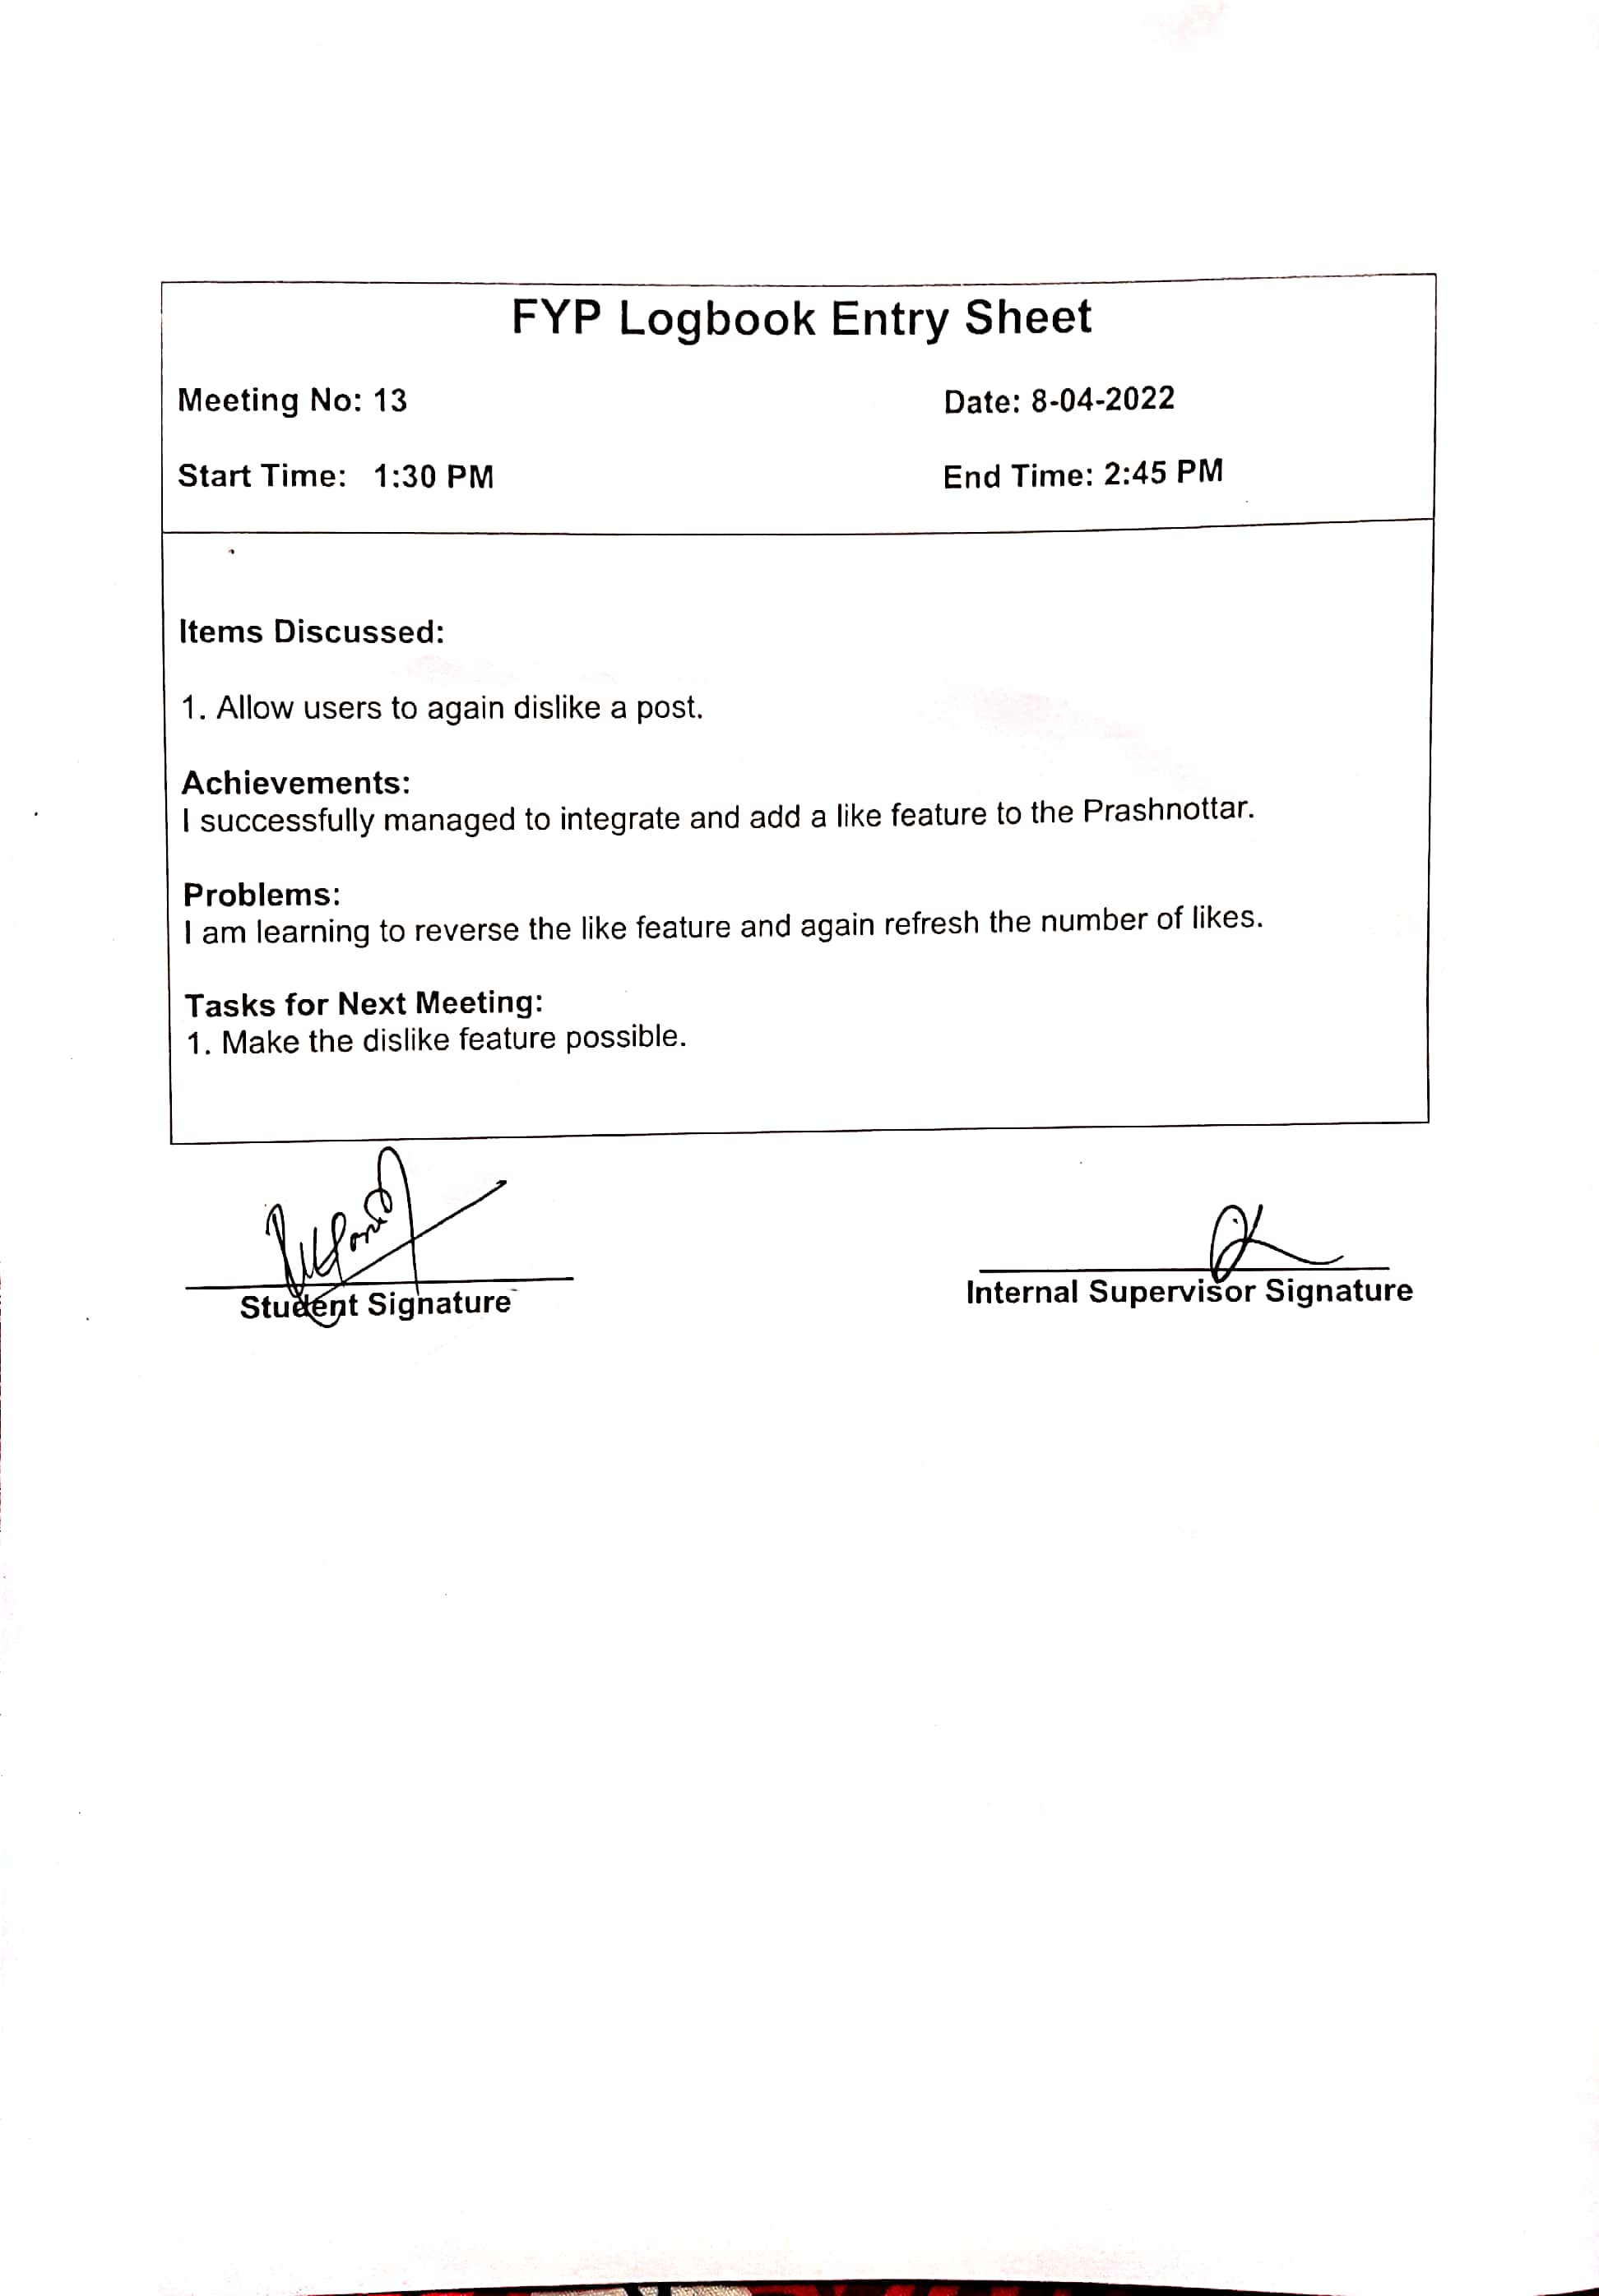 FYP Logbook Entry Sheet
Meeting No: 13 Date: 8-04-2022
Start Time: 1:30 PM End Time: 2:45 PM
Items Discussed:
1. Allow users to again dislike a post.
Achievements:
I successfully managed to integrate and add a like feature to the Prashnottar.
Problems:
I am learning to reverse the like feature and again refresh the number of likes.
Tasks for Next Meeting:
1. Make the dislike feature possible.
Student Signature Internal Supervisor Signature